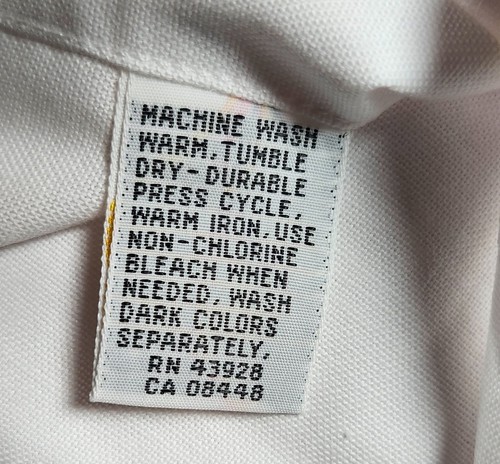 MACHINE WASH
WARM, TUMBLE
DRY-DURABLE
PRESS CYCLE,
WARM IRON, USE
NON-CHLORINE
BLEACH WHEN
NEEDED, WASH
DARK COLORS
SEPARATELY,
RN 43928
CA 08448